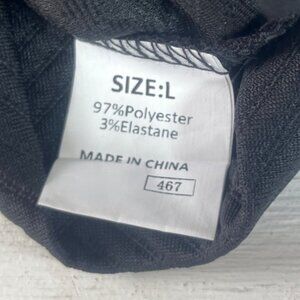 SIZE:L
97%Polyester
3%Elastane
MADE IN CHINA
467